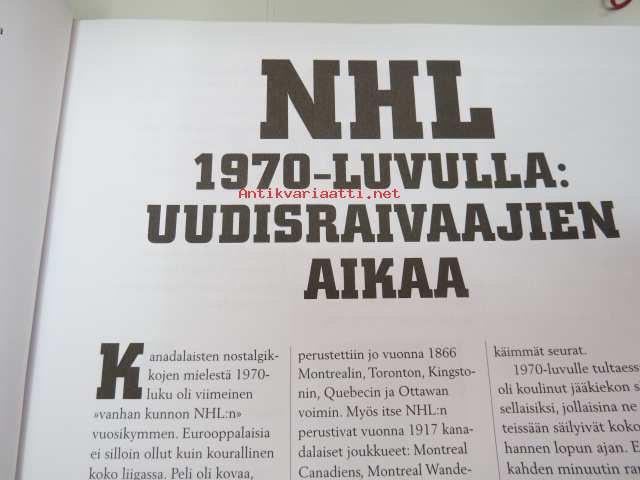 NHL
1970-LUVULLA:
Antikvariaatti.net
UUDISRAIVAAJIEN
AIKAA
Kanadalaisten nostalgik-
kojen mielestä 1970-
luku oli viimeinen
»vanhan kunnon NHL:n»
vuosikymmen. Eurooppalaisia
ei silloin ollut kuin kourallinen
koko liigassa. Peli oli kovaa,
perustettiin jo vuonna 1866
Montrealin, Toronton, Kingsto-
nin, Quebecin ja Ottawan
voimin. Myös itse NHL:n
perustivat vuonna 1917 kana-
dalaiset joukkueet: Montreal
Canadiens, Montreal Wande-
käimmät seurat.
1970-luvulle tultaess
oli koulinut jääkiekon s
sellaisiksi, jollaisina ne
teissään säilyivät koko
hannen lopun ajan. E
kahden minuutin ran